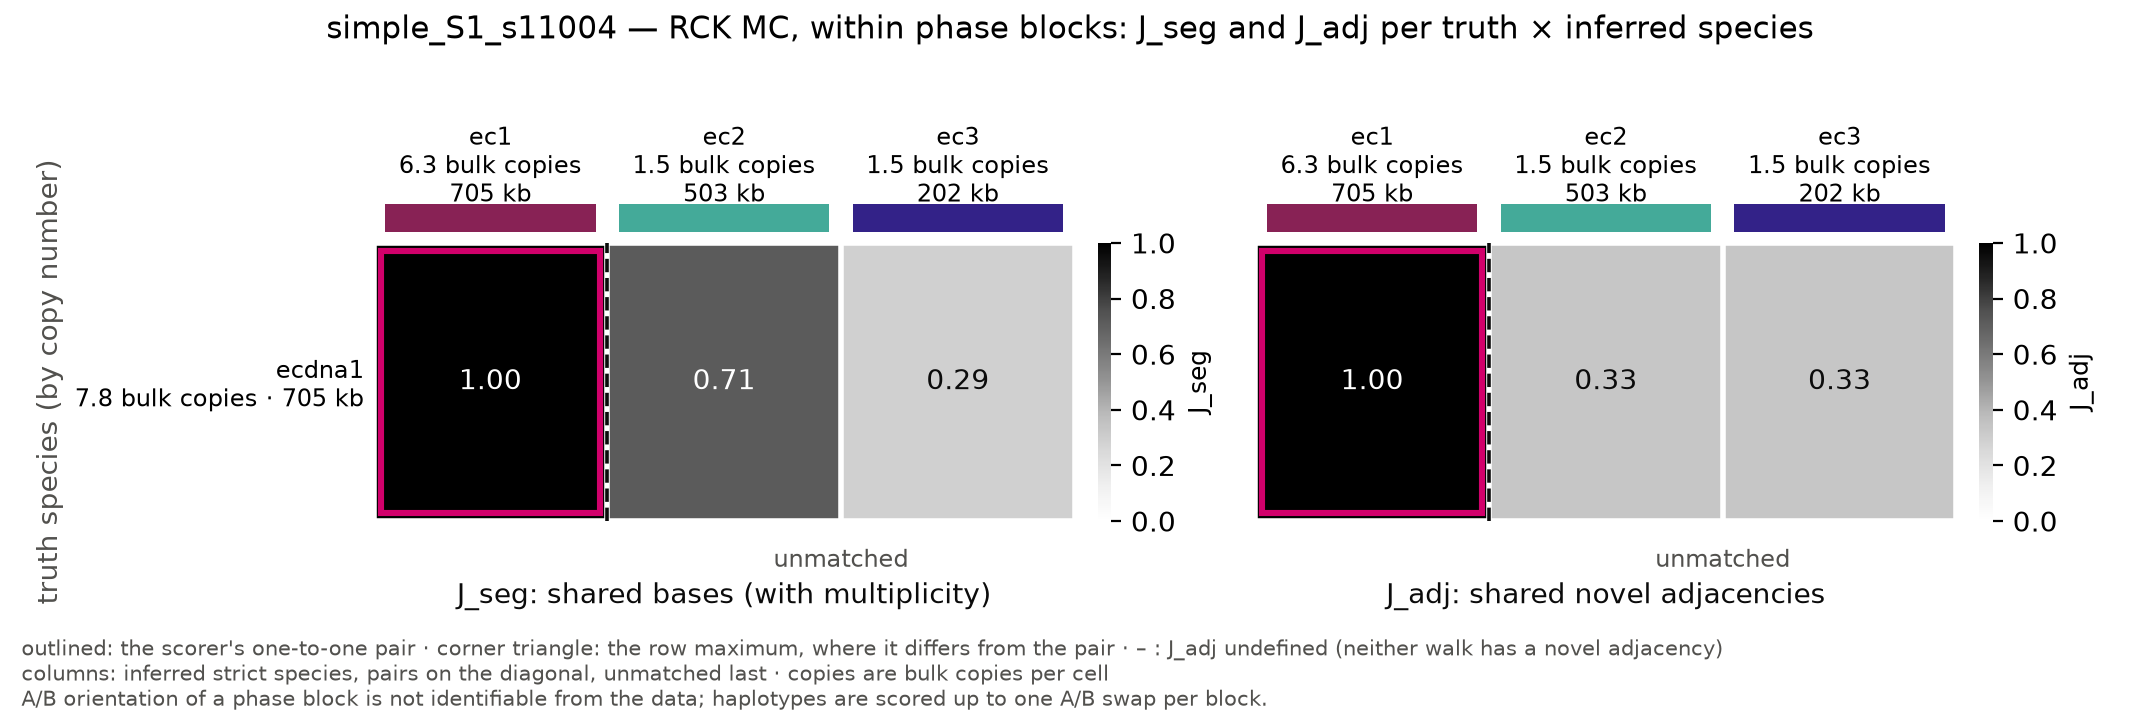 simple_S1_s11004 — RCK MC, within phase blocks: J_seg and J_adj per truth × inferred species
ec1
6.3 bulk copies
705 kb
ec2
1.5 bulk copies
503 kb
ec3
1.5 bulk copies
202 kb
ec1
6.3 bulk copies
705 kb
ec2
1.5 bulk copies
503 kb
ec3
1.5 bulk copies
202 kb
truth species (by copy number)
ecdna1
7.8 bulk copies · 705 kb
1.00
0.71
0.29
1.0
0.8
0.6
0.4
0.2
0.0
J_seg
1.00
0.33
0.33
1.0
0.8
0.6
0.4
0.2
0.0
J_adj
unmatched
unmatched
J_seg: shared bases (with multiplicity)
J_adj: shared novel adjacencies
outlined: the scorer's one-to-one pair · corner triangle: the row maximum, where it differs from the pair · – : J_adj undefined (neither walk has a novel adjacency)
columns: inferred strict species, pairs on the diagonal, unmatched last · copies are bulk copies per cell
A/B orientation of a phase block is not identifiable from the data; haplotypes are scored up to one A/B swap per block.